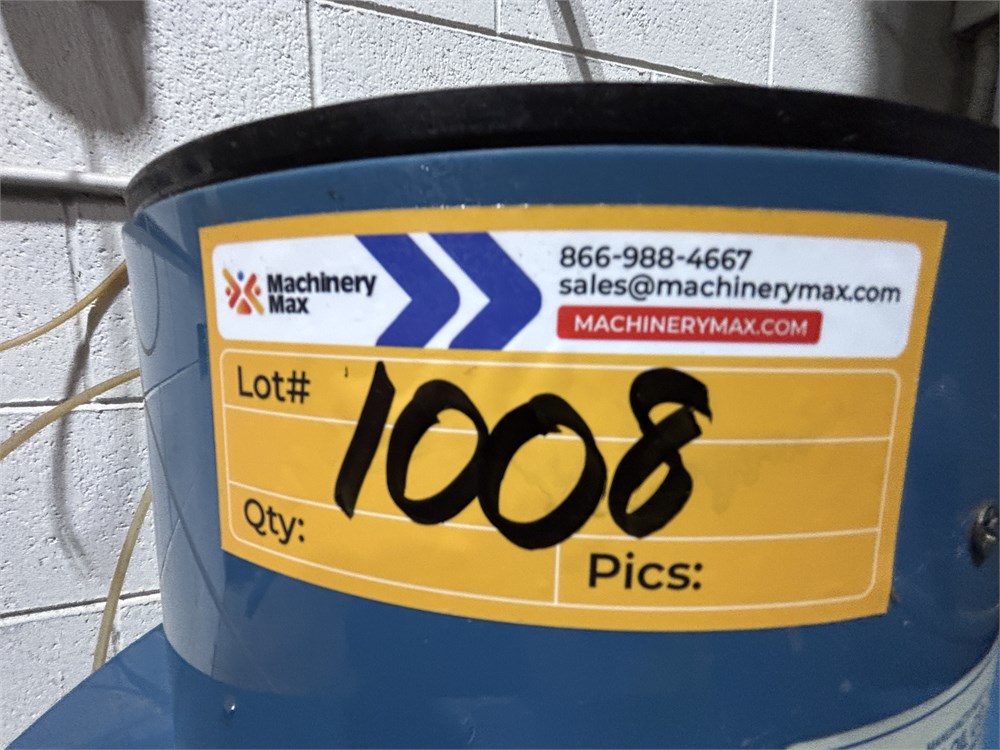 Machinery
Max
866-988-4667
sales@machinerymax.com
MACHINERYMAX.COM
Lot# 1008
Qty:
Pics: